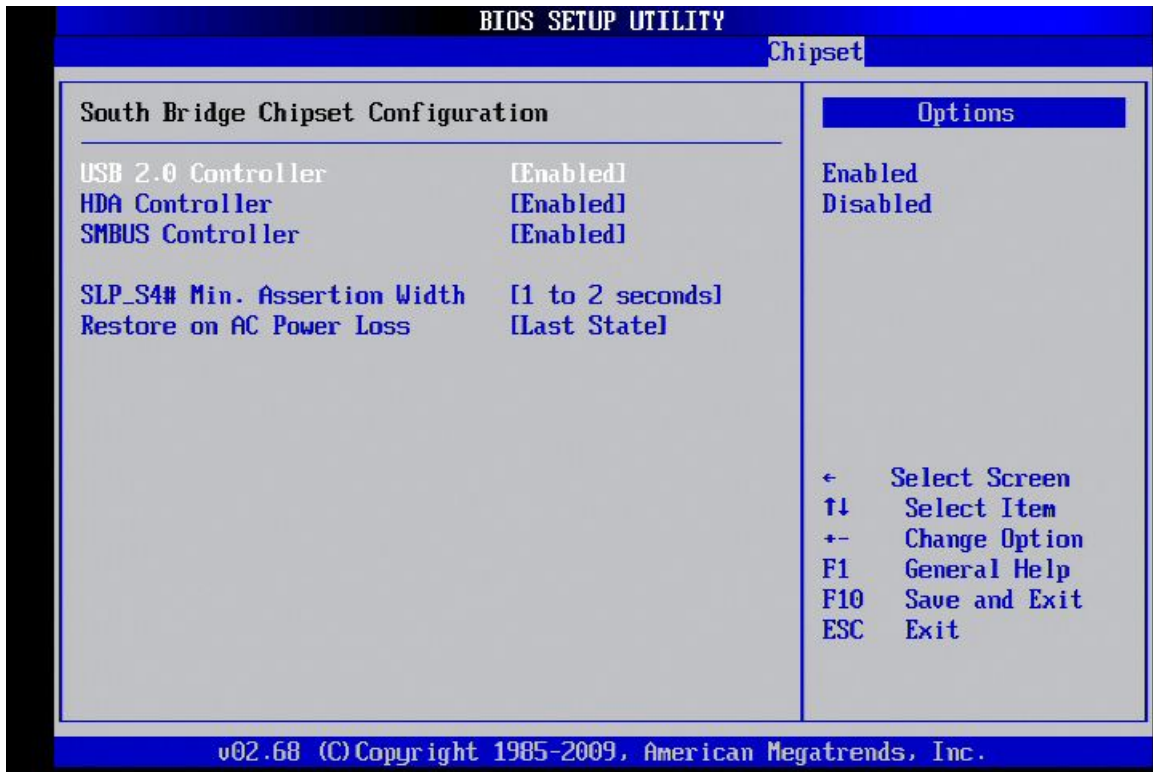 BIOS SETUP UTILITY
Chipset
South Bridge Chipset Configuration
USB 2.0 Controller [Enabled]
HDA Controller [Enabled]
SMBUS Controller [Enabled]
SLP_S4# Min. Assertion Width [1 to 2 seconds]
Restore on AC Power Loss [Last State]
Options
Enabled
Disabled
← Select Screen
↑↓ Select Item
+- Change Option
F1 General Help
F10 Save and Exit
ESC Exit
v02.68 (C)Copyright 1985-2009, American Megatrends, Inc.